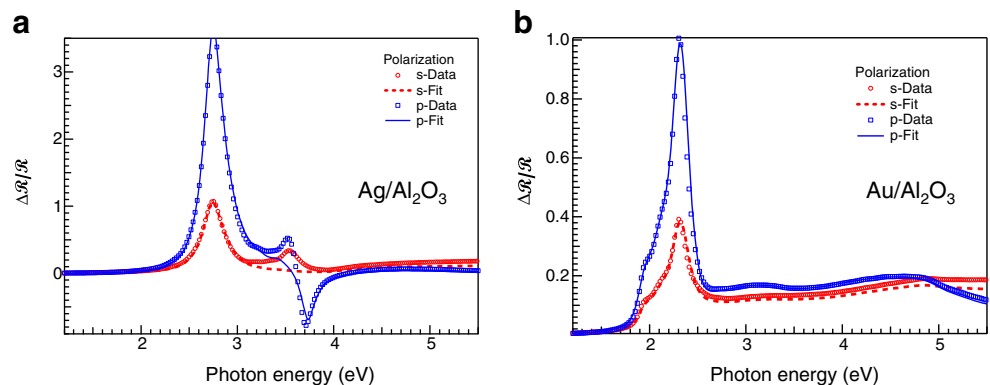 a
3
2
1
0
Δℛ/ℛ
Polarization
s-Data
s-Fit
p-Data
p-Fit
Ag/Al₂O₃
2
3
4
5
Photon energy (eV)
b
1.0
0.8
0.6
0.4
0.2
0.0
Δℛ/ℛ
Polarization
s-Data
s-Fit
p-Data
p-Fit
Au/Al₂O₃
2
3
4
5
Photon energy (eV)